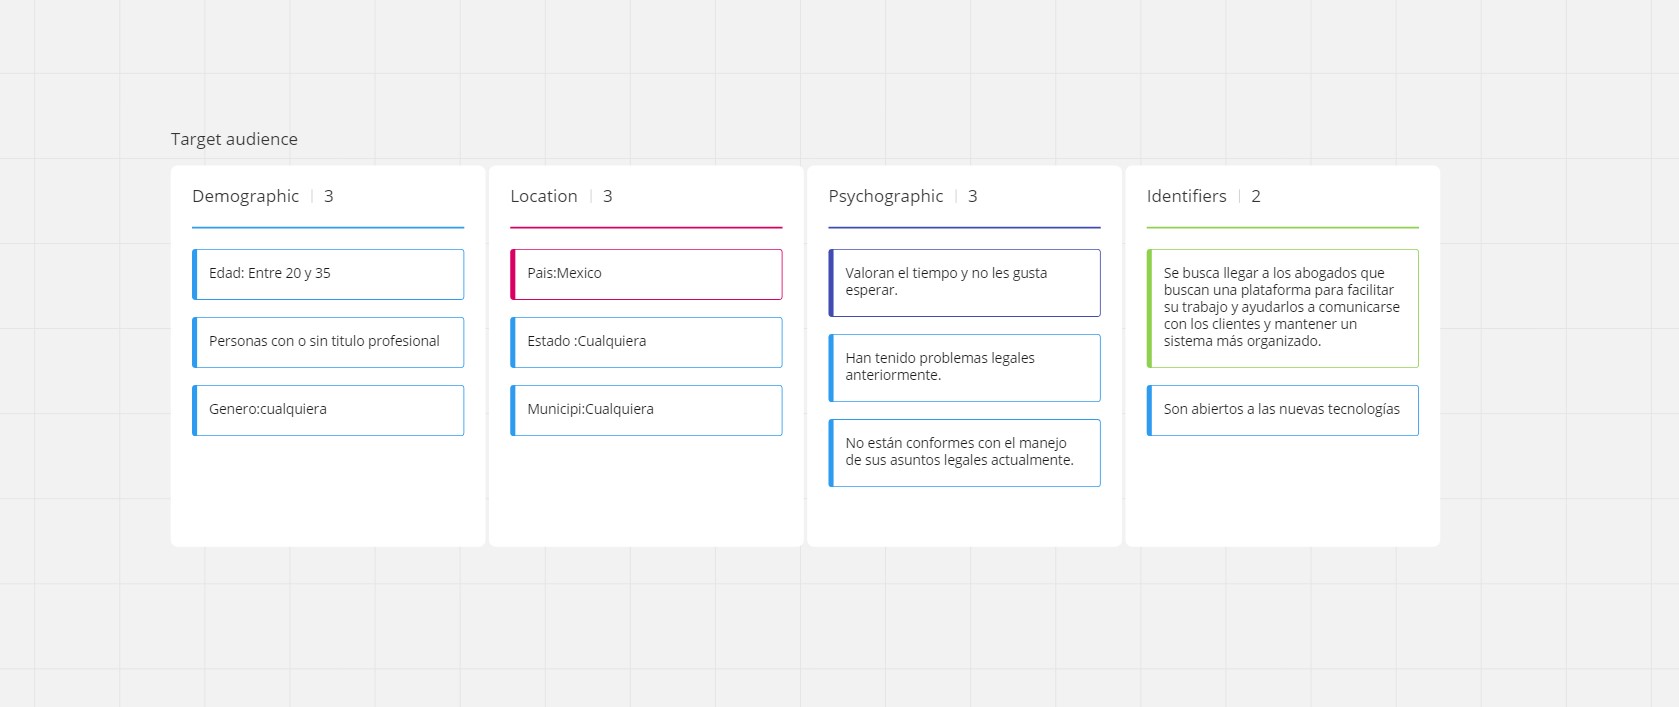 Target audience
Demographic | 3
Edad: Entre 20 y 35
Personas con o sin titulo profesional
Genero:cualquiera
Location | 3
Pais:Mexico
Estado :Cualquiera
Municipi:Cualquiera
Psychographic | 3
Valoran el tiempo y no les gusta
esperar.
Han tenido problemas legales
anteriormente.
No están conformes con el manejo
de sus asuntos legales actualmente.
Identifiers | 2
Se busca llegar a los abogados que
buscan una plataforma para facilitar
su trabajo y ayudarlos a comunicarse
con los clientes y mantener un
sistema más organizado.
Son abiertos a las nuevas tecnologías